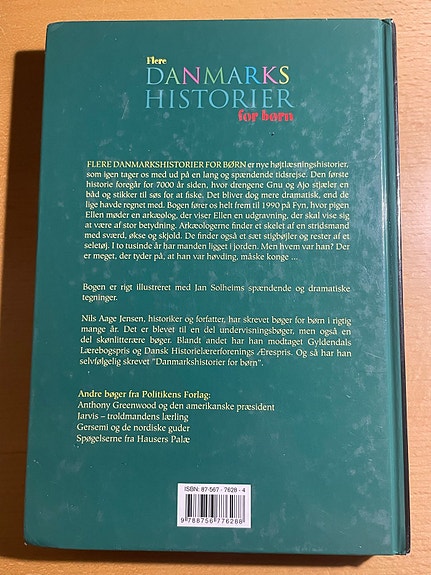 Flere
DANMARKS
HISTORIER
for børn
FLERE DANMARKSHISTORIER FOR BØRN er nye højtlæsningshistorier,
som igen tager os med ud på en lang og spændende tidsrejse. Den første
historie foregår for 7000 år siden, hvor drengene Gnu og Ajo stjæler en
båd og stikker til søs for at fiske. Det bliver dog mere dramatisk, end de
lige havde regnet med. Bogen fører os helt frem til 1990 på Fyn, hvor pigen
Ellen møder en arkæolog, der viser Ellen en udgravning, der skal vise sig
at være af stor betydning. Arkæologerne finder et skelet af en stridsmand
med sværd, økse og skjold. De finder også et sæt stigbøjler og rester af et
seletøj. I to tusinde år har manden ligget i jorden. Men hvem var han? Der
er meget, der tyder på, at han var høvding, måske konge ...
Bogen er rigt illustreret med Jan Solheims spændende og dramatiske
tegninger.
Nils Aage Jensen, historiker og forfatter, har skrevet bøger for børn i rigtig
mange år. Det er blevet til en del undervisningsbøger, men også en
del skønlitterære bøger. Blandt andet har han modtaget Gyldendals
Lærebogspris og Dansk Historielærerforenings Ærespris. Og så har han
selvfølgelig skrevet "Danmarkshistorier for børn".
Andre bøger fra Politikens Forlag:
Anthony Greenwood og den amerikanske præsident
Jarvis – troldmandens lærling
Gersemi og de nordiske guder
Spøgelserne fra Hausers Palæ
ISBN: 87-567 - 7628 - 4
9 788756 776288